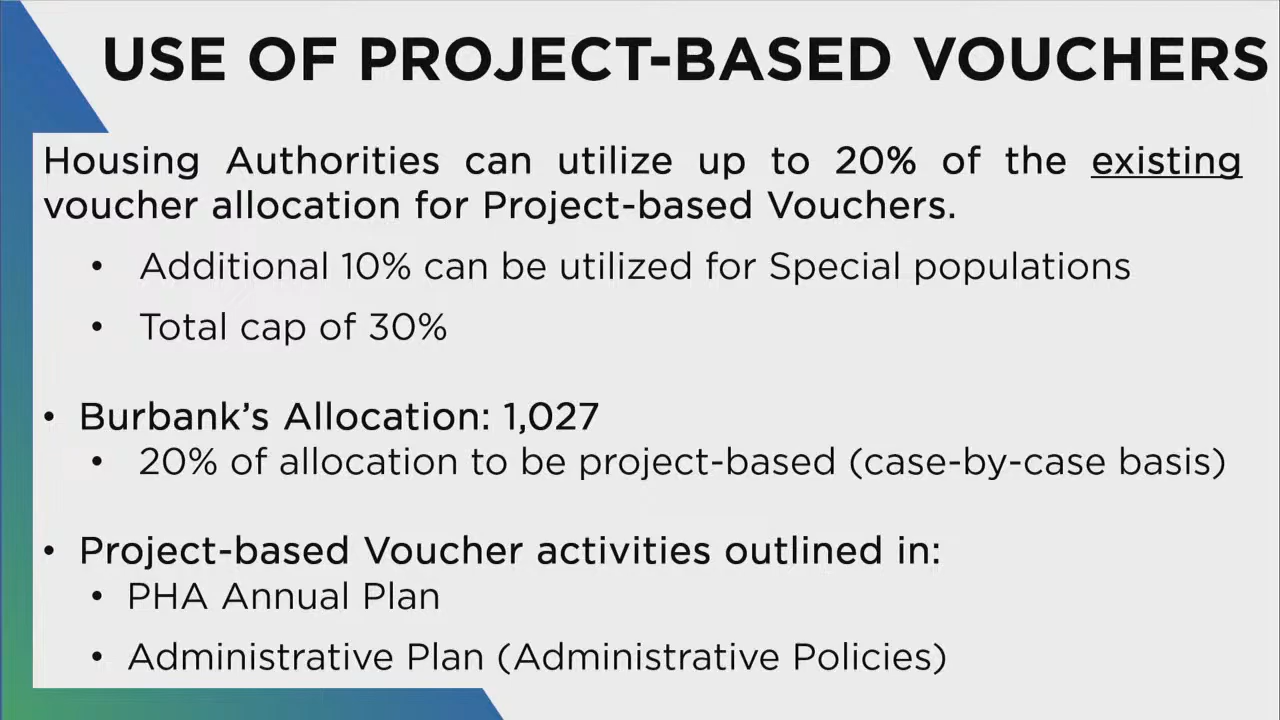 USE OF PROJECT-BASED VOUCHERS
Housing Authorities can utilize up to 20% of the existing
voucher allocation for Project-based Vouchers.
• Additional 10% can be utilized for Special populations
• Total cap of 30%
• Burbank’s Allocation: 1,027
• 20% of allocation to be project-based (case-by-case basis)
• Project-based Voucher activities outlined in:
• PHA Annual Plan
• Administrative Plan (Administrative Policies)